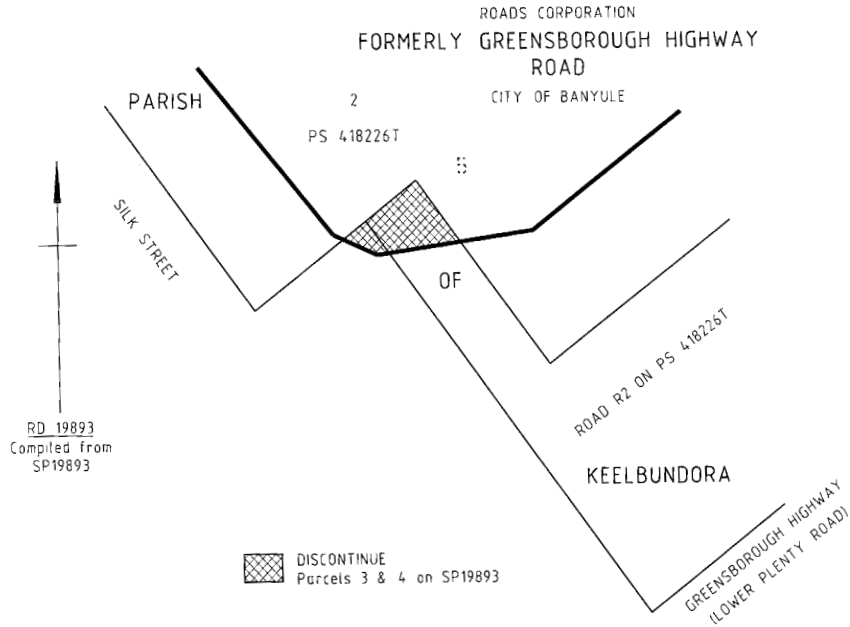 ROADS CORPORATION
FORMERLY GREENSBOROUGH HIGHWAY
ROAD
CITY OF BANYULE
PARISH
2
PS 418226T
5
SILK STREET
OF
ROAD R2 ON PS 418226T
RD 19893
Compiled from
SP19893
KEELBUNDORA
GREENSBOROUGH HIGHWAY
(LOWER PLENTY ROAD)
DISCONTINUE
Parcels 3 & 4 on SP19893